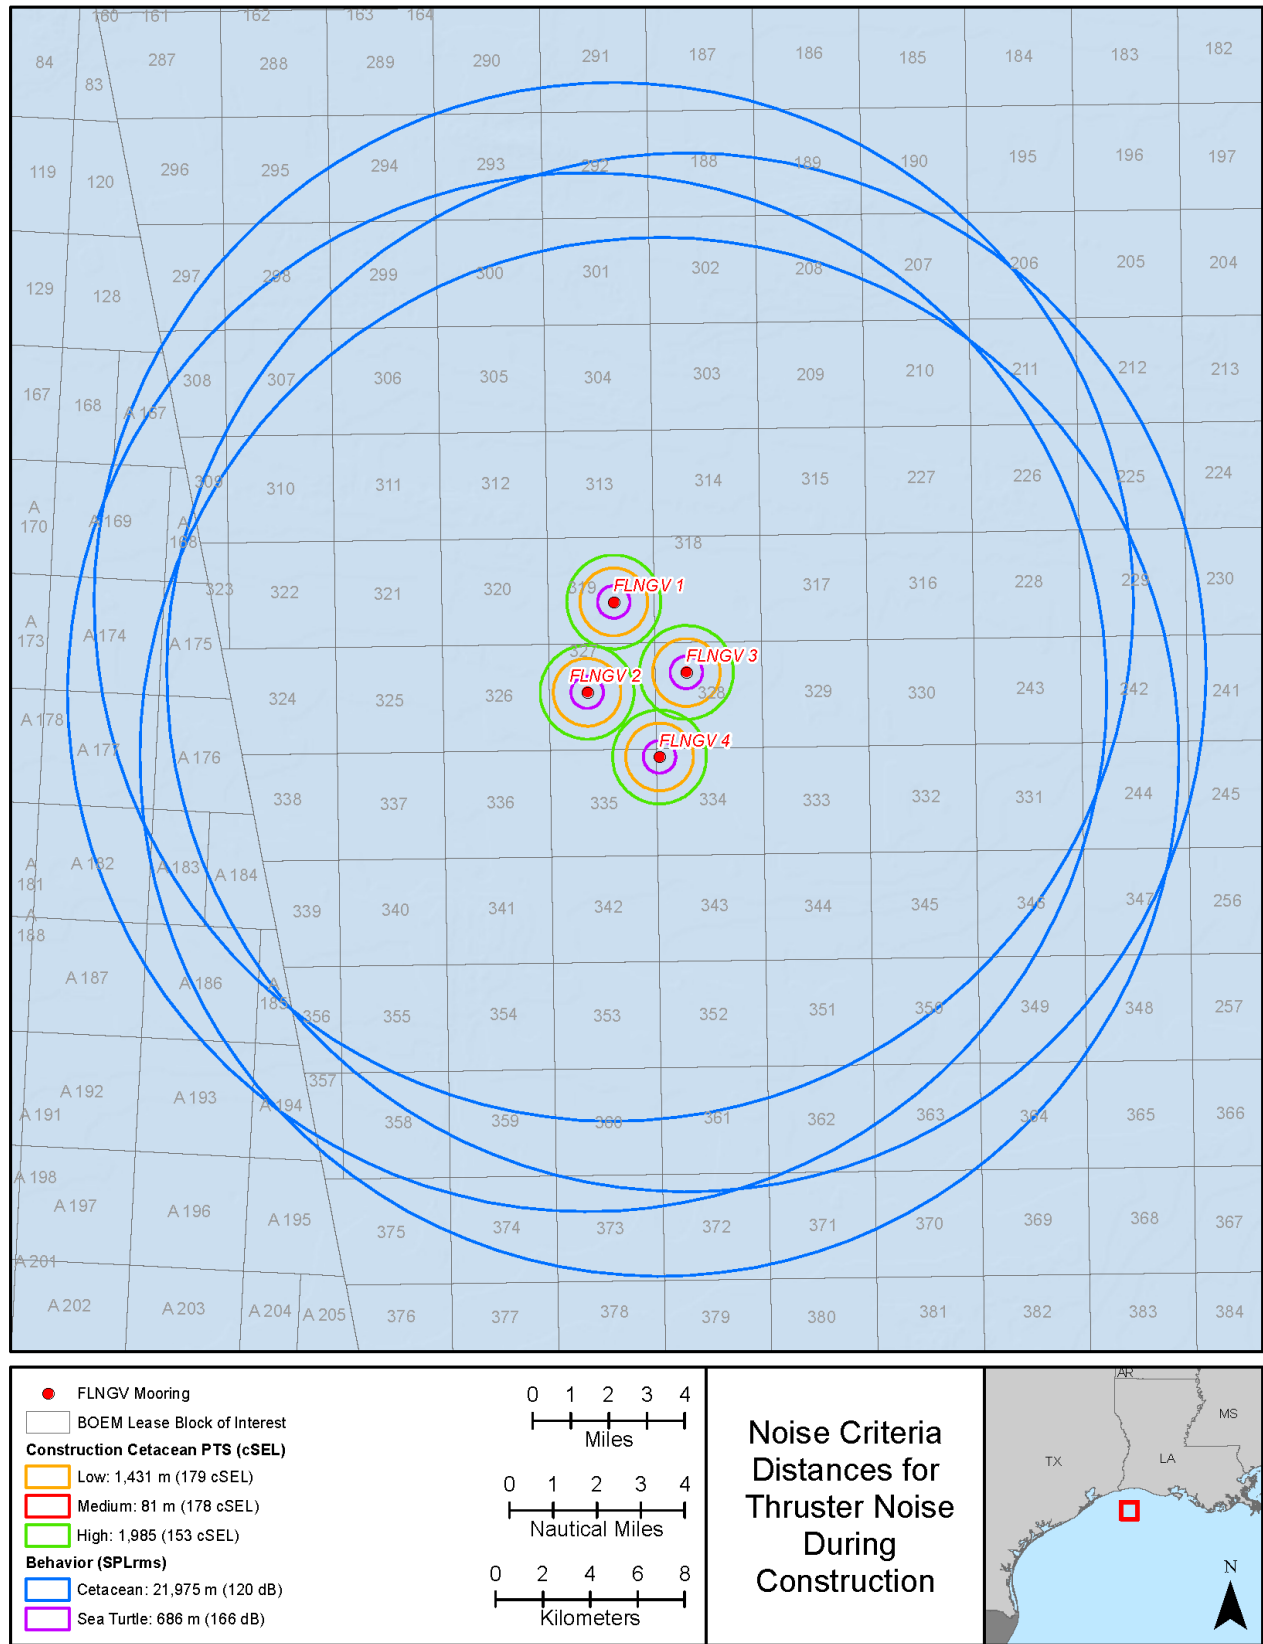 160 161 162 163 164
84 287 288 289 290 291 187 186 185 184 183 182
83
119 120 296 295 294 293 292 188 189 190 195 196 197
129 128 297 298 299 300 301 302 208 207 206 205 204
167 168 A 167 308 307 306 305 304 303 209 210 211 212 213
309 310 311 312 313 314 315 227 226 225 224
A
170
A 169
A
168
318
A
173
323 322 321 320 319 317 316 228 229 230
FLNGV 1
A 174 A 175
327
FLNGV 3
FLNGV 2
A 178 324 325 326 328 329 330 243 242 241
A 177 A 176
FLNGV 4
338 337 336 335 334 333 332 331 244 245
A
181
A 182 A 183 A 184
A
188
339 340 341 342 343 344 345 346 347 256
A 187 A 186
A
185
356 355 354 353 352 351 350 349 348 257
357
A 192 A 193 A 194
A 191 358 359 360 361 362 363 364 365 366
A 198
A 197 A 196 A 195 375 374 373 372 371 370 369 368 367
A 201
A 202 A 203 A 204 A 205 376 377 378 379 380 381 382 383 384
FLNGV Mooring
BOEM Lease Block of Interest
Construction Cetacean PTS (cSEL)
Low: 1,431 m (179 cSEL)
Medium: 81 m (178 cSEL)
High: 1,985 (153 cSEL)
Behavior (SPLrms)
Cetacean: 21,975 m (120 dB)
Sea Turtle: 686 m (166 dB)
0 1 2 3 4
Miles
0 2 4
Nautical Miles
0 2 4 6 8
Kilometers
Noise Criteria
Distances for
Thruster Noise
During
Construction
AR
MS
TX
LA
N